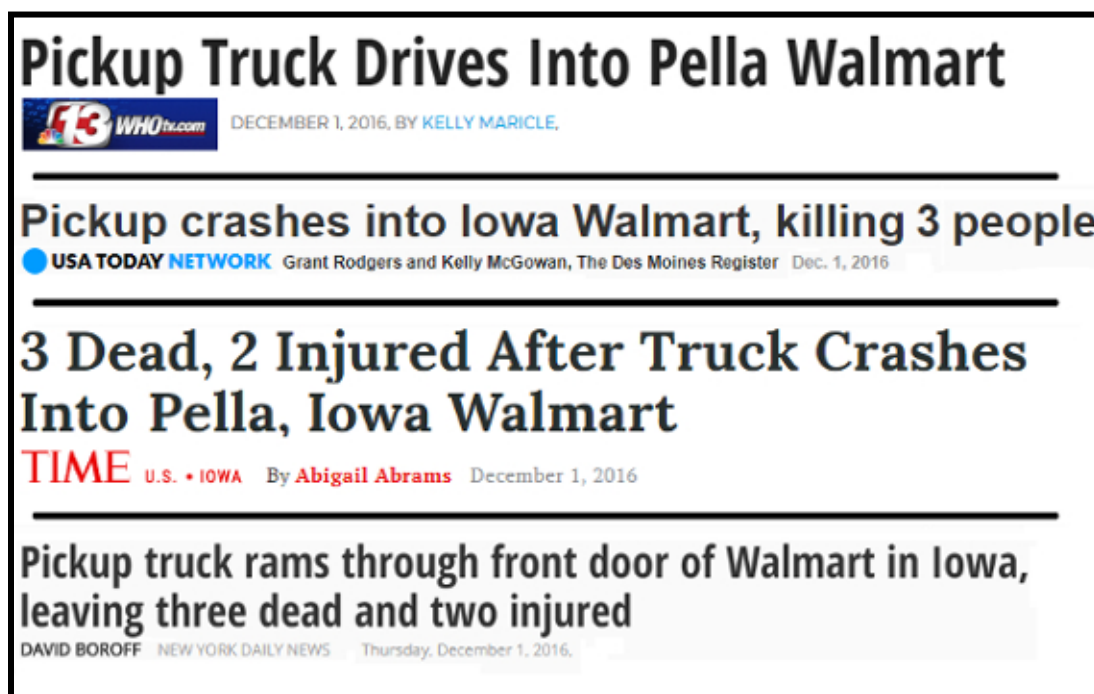 Pickup Truck Drives Into Pella Walmart
13 WHOtv.com DECEMBER 1, 2016, BY KELLY MARICLE,
Pickup crashes into Iowa Walmart, killing 3 people
USA TODAY NETWORK Grant Rodgers and Kelly McGowan, The Des Moines Register Dec. 1, 2016
3 Dead, 2 Injured After Truck Crashes
Into Pella, Iowa Walmart
TIME U.S. • IOWA By Abigail Abrams December 1, 2016
Pickup truck rams through front door of Walmart in Iowa,
leaving three dead and two injured
DAVID BOROFF NEW YORK DAILY NEWS Thursday, December 1, 2016,